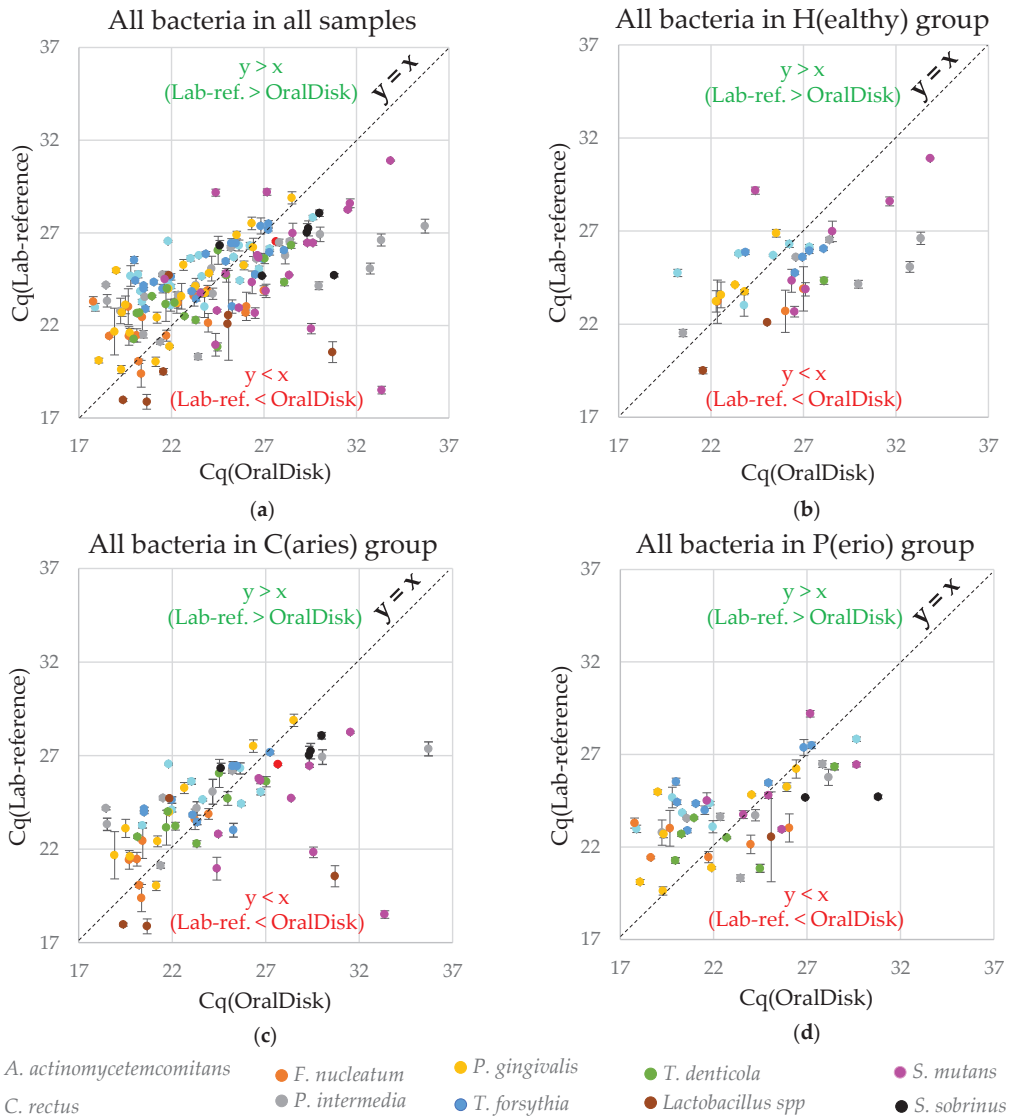 All bacteria in all samples
37
32
27
22
17
17
22
27
32
37
Cq(Lab-reference)
Cq(OralDisk)
y > x
(Lab-ref. > OralDisk)
y = x
y < x
(Lab-ref. < OralDisk)
(a)
All bacteria in H(ealthy) group
37
32
27
22
17
17
22
27
32
37
Cq(Lab-reference)
Cq(OralDisk)
y > x
(Lab-ref. > OralDisk)
y = x
y < x
(Lab-ref. < OralDisk)
(b)
All bacteria in C(aries) group
37
32
27
22
17
17
22
27
32
37
Cq(Lab-reference)
Cq(OralDisk)
y > x
(Lab-ref. > OralDisk)
y = x
y < x
(Lab-ref. < OralDisk)
(c)
All bacteria in P(erio) group
37
32
27
22
17
17
22
27
32
37
Cq(Lab-reference)
Cq(OralDisk)
y > x
(Lab-ref. > OralDisk)
y = x
y < x
(Lab-ref. < OralDisk)
(d)
A. actinomycetemcomitans
F. nucleatum
P. gingivalis
T. denticola
S. mutans
C. rectus
P. intermedia
T. forsythia
Lactobacillus spp
S. sobrinus